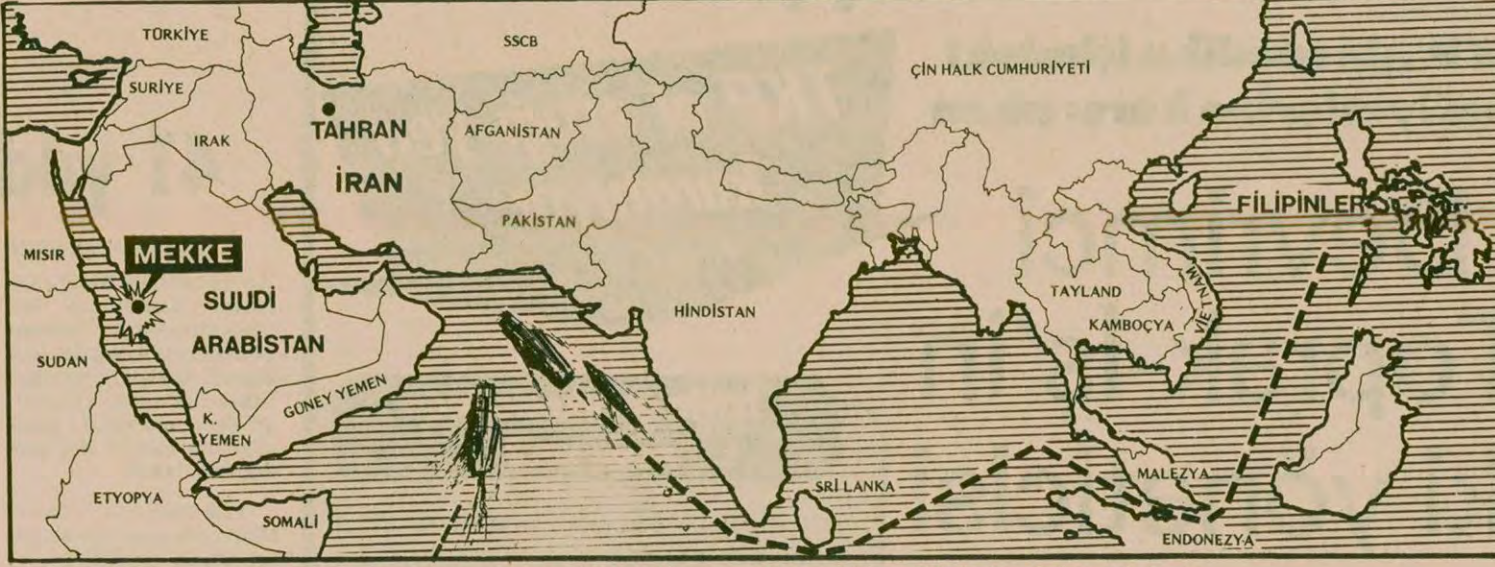 TÜRKİYE
SSCB
ÇİN HALK CUMHURİYETİ
SURİYE
IRAK
TAHRAN
İRAN
AFGANİSTAN
PAKİSTAN
FİLİPİNLER
MISIR
MEKKE
SUUDİ
ARABİSTAN
HİNDİSTAN
TAYLAND
KAMBOÇYA
VIETNAM
SUDAN
GÜNEY YEMEN
K.
YEMEN
ETYOPYA
SOMALİ
SRİ LANKA
MALEZYA
ENDONEZYA